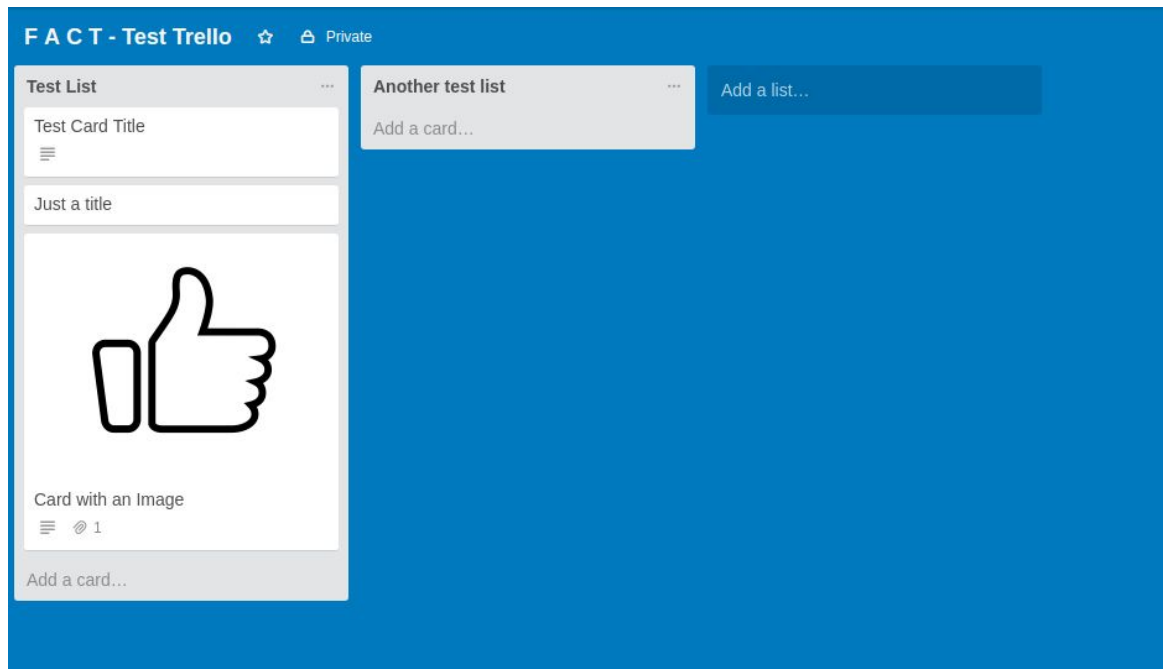 F A C T - Test Trello Private
Test List
Test Card Title
Just a title
Card with an Image
1
Add a card…
Another test list
Add a card…
Add a list…